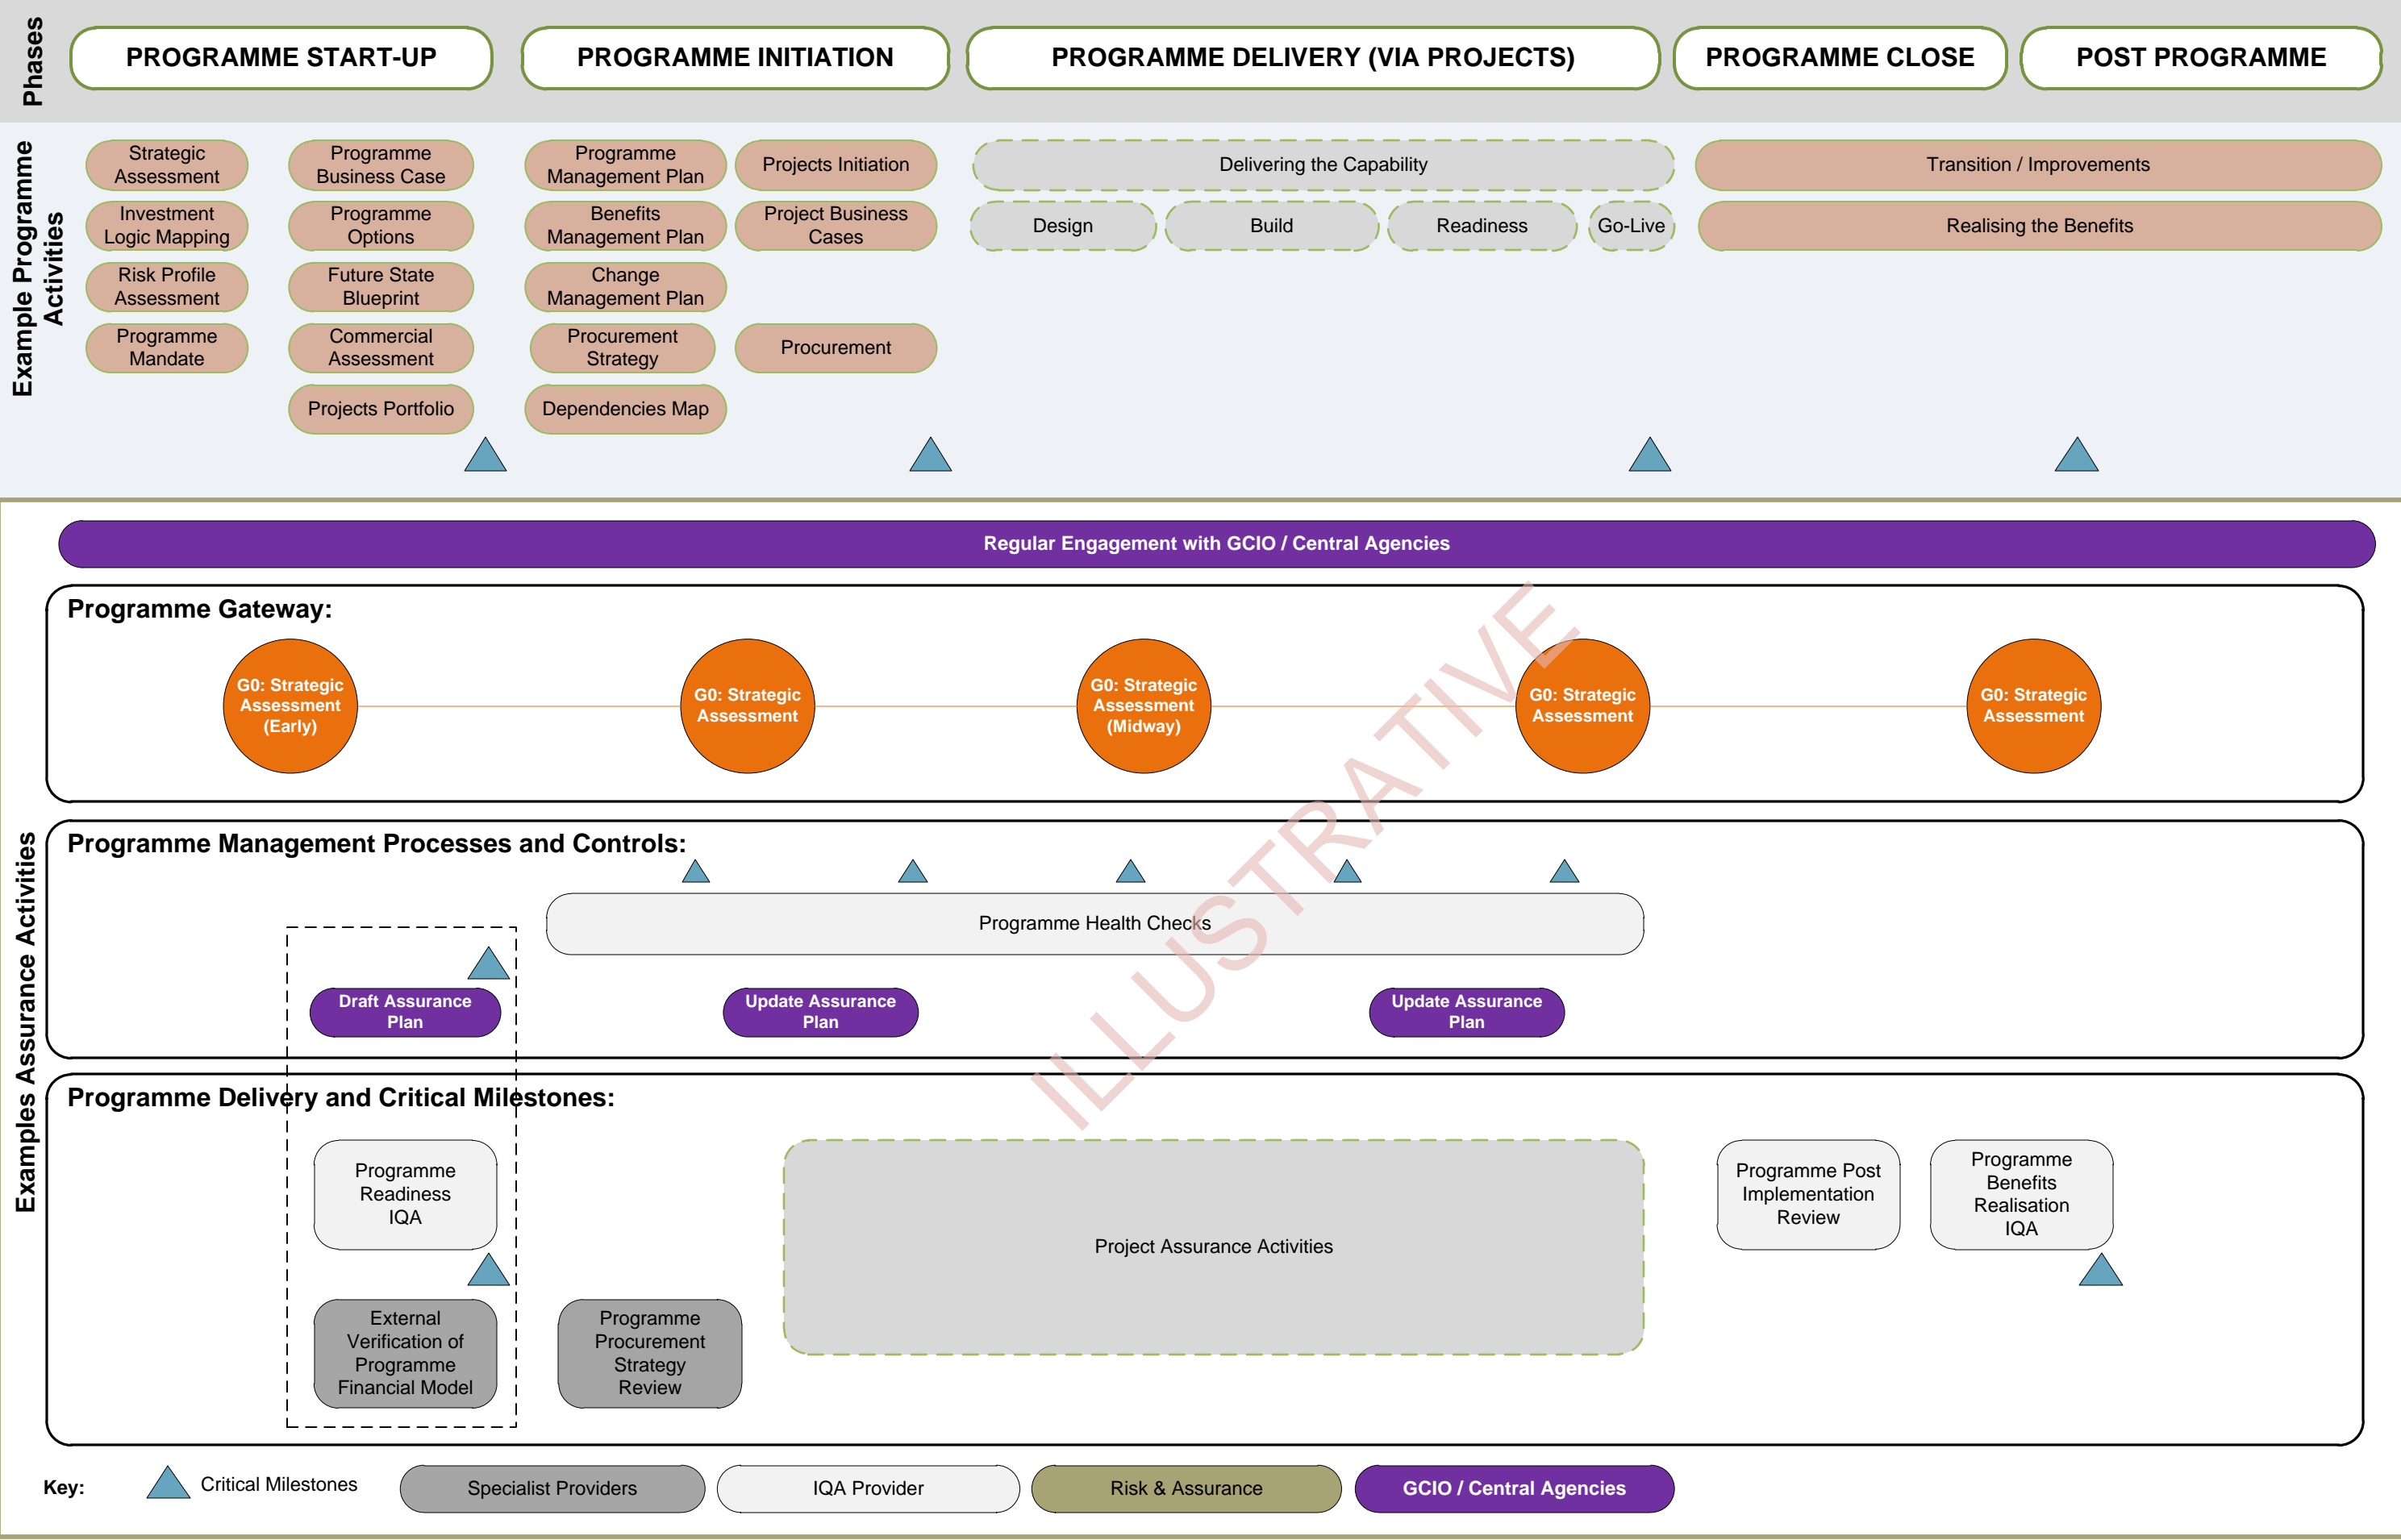 Phases
PROGRAMME START-UP
PROGRAMME INITIATION
PROGRAMME DELIVERY (VIA PROJECTS)
PROGRAMME CLOSE
POST PROGRAMME
Example Programme
Activities
Strategic
Assessment
Programme
Business Case
Programme
Management Plan
Projects Initiation
Delivering the Capability
Transition / Improvements
Investment
Logic Mapping
Programme
Options
Benefits
Management Plan
Project Business
Cases
Design
Build
Readiness
Go-Live
Realising the Benefits
Risk Profile
Assessment
Future State
Blueprint
Change
Management Plan
Programme
Mandate
Commercial
Assessment
Procurement
Strategy
Procurement
Projects Portfolio
Dependencies Map
Examples Assurance Activities
Regular Engagement with GCIO / Central Agencies
Programme Gateway:
G0: Strategic
Assessment
(Early)
G0: Strategic
Assessment
G0: Strategic
Assessment
(Midway)
G0: Strategic
Assessment
G0: Strategic
Assessment
ILLUSTRATIVE
Programme Management Processes and Controls:
Programme Health Checks
Draft Assurance
Plan
Update Assurance
Plan
Update Assurance
Plan
Programme Delivery and Critical Milestones:
Programme
Readiness
IQA
Project Assurance Activities
Programme Post
Implementation
Review
Programme
Benefits
Realisation
IQA
External
Verification of
Programme
Financial Model
Programme
Procurement
Strategy
Review
Key:
Critical Milestones
Specialist Providers
IQA Provider
Risk & Assurance
GCIO / Central Agencies